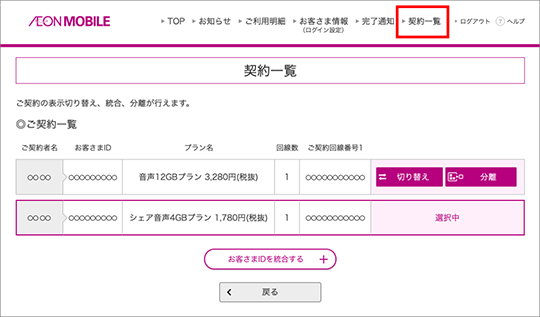 ÆON MOBILE
TOP お知らせ ご利用明細 お客さま情報 完了通知 契約一覧 ログアウト ? ヘルプ
(ログイン設定)
契約一覧
ご契約の表示切り替え、統合、分離が行えます。
◎ご契約一覧
ご契約者名 お客さまID プラン名 回線数 ご契約回線番号1
○○ ○○ ○○○○○○○○○ 音声12GBプラン 3,280円(税抜) 1 ○○○○○○○○○○○ 切り替え 分離
○○ ○○ ○○○○○○○○○ シェア音声4GBプラン 1,780円(税抜) 1 ○○○○○○○○○○○ 選択中
お客さまIDを統合する +
戻る